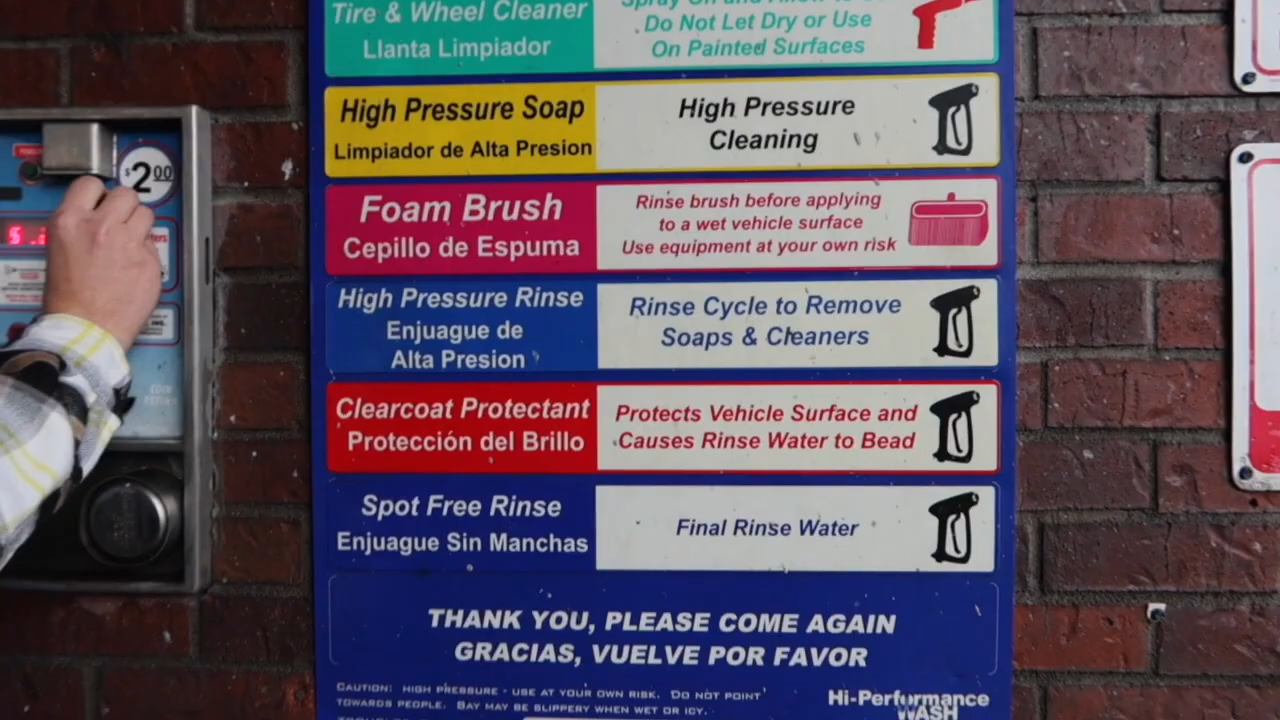 Tire & Wheel Cleaner
Llanta Limpiador
Spray On and Allow to
Do Not Let Dry or Use
On Painted Surfaces
High Pressure Soap
Limpiador de Alta Presion
High Pressure
Cleaning
$2.00
Foam Brush
Cepillo de Espuma
Rinse brush before applying
to a wet vehicle surface
Use equipment at your own risk
High Pressure Rinse
Enjuague de
Alta Presion
Rinse Cycle to Remove
Soaps & Cleaners
Clearcoat Protectant
Protección del Brillo
Protects Vehicle Surface and
Causes Rinse Water to Bead
Spot Free Rinse
Enjuague Sin Manchas
Final Rinse Water
THANK YOU, PLEASE COME AGAIN
GRACIAS, VUELVE POR FAVOR
CAUTION: HIGH PRESSURE - USE AT YOUR OWN RISK. DO NOT POINT
TOWARDS PEOPLE. BAY MAY BE SLIPPERY WHEN WET OR ICY.
Hi-Performance
WASH